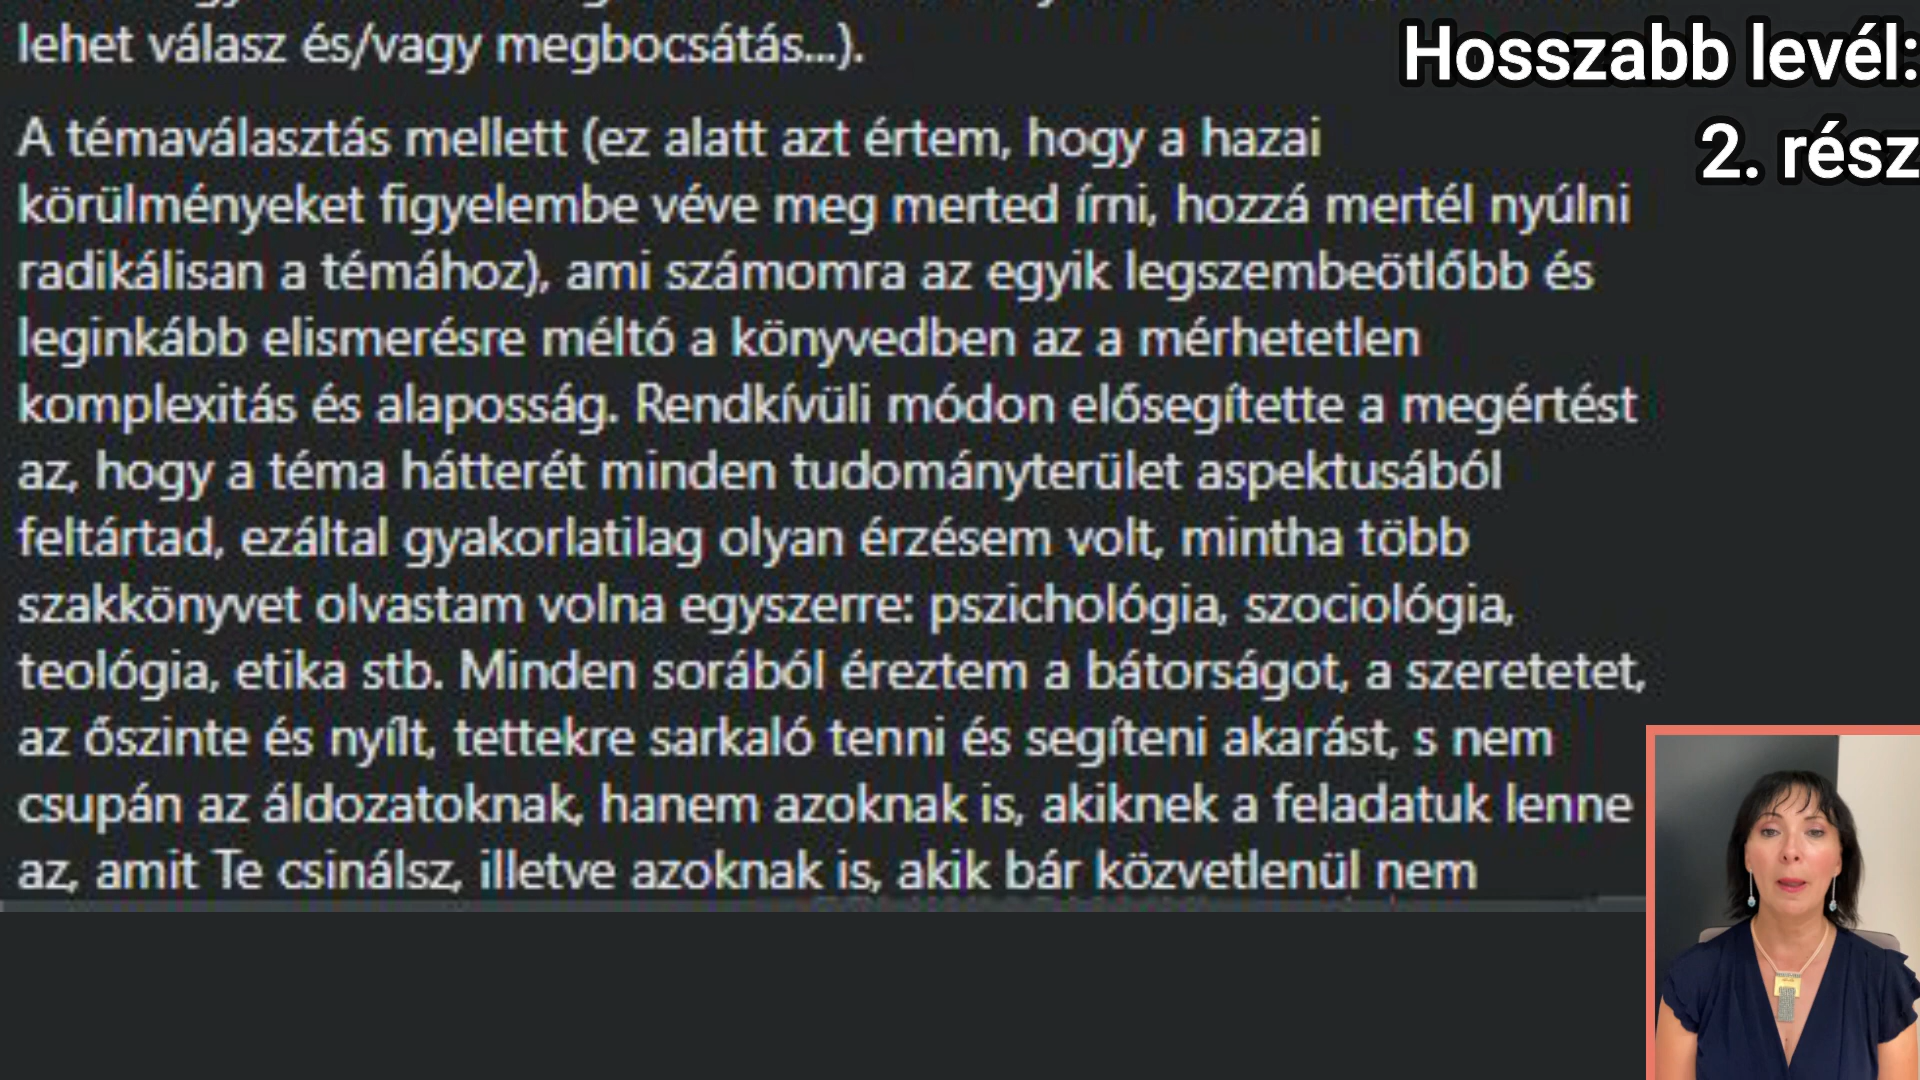 lehet válasz és/vagy megbocsátás...).
Hosszabb levél:
2. rész
A témaválasztás mellett (ez alatt azt értem, hogy a hazai
körülményeket figyelembe véve meg merted írni, hozzá mertél nyúlni
radikálisan a témához), ami számomra az egyik legszembeötlőbb és
leginkább elismerésre méltó a könyvedben az a mérhetetlen
komplexitás és alaposság. Rendkívüli módon elősegítette a megértést
az, hogy a téma hátterét minden tudományterület aspektusából
feltártad, ezáltal gyakorlatilag olyan érzésem volt, mintha több
szakkönyvet olvastam volna egyszerre: pszichológia, szociológia,
teológia, etika stb. Minden sorából éreztem a bátorságot, a szeretetet,
az őszinte és nyílt, tettekre sarkaló tenni és segíteni akarást, s nem
csupán az áldozatoknak, hanem azoknak is, akiknek a feladatuk lenne
az, amit Te csinálsz, illetve azoknak is, akik bár közvetlenül nem